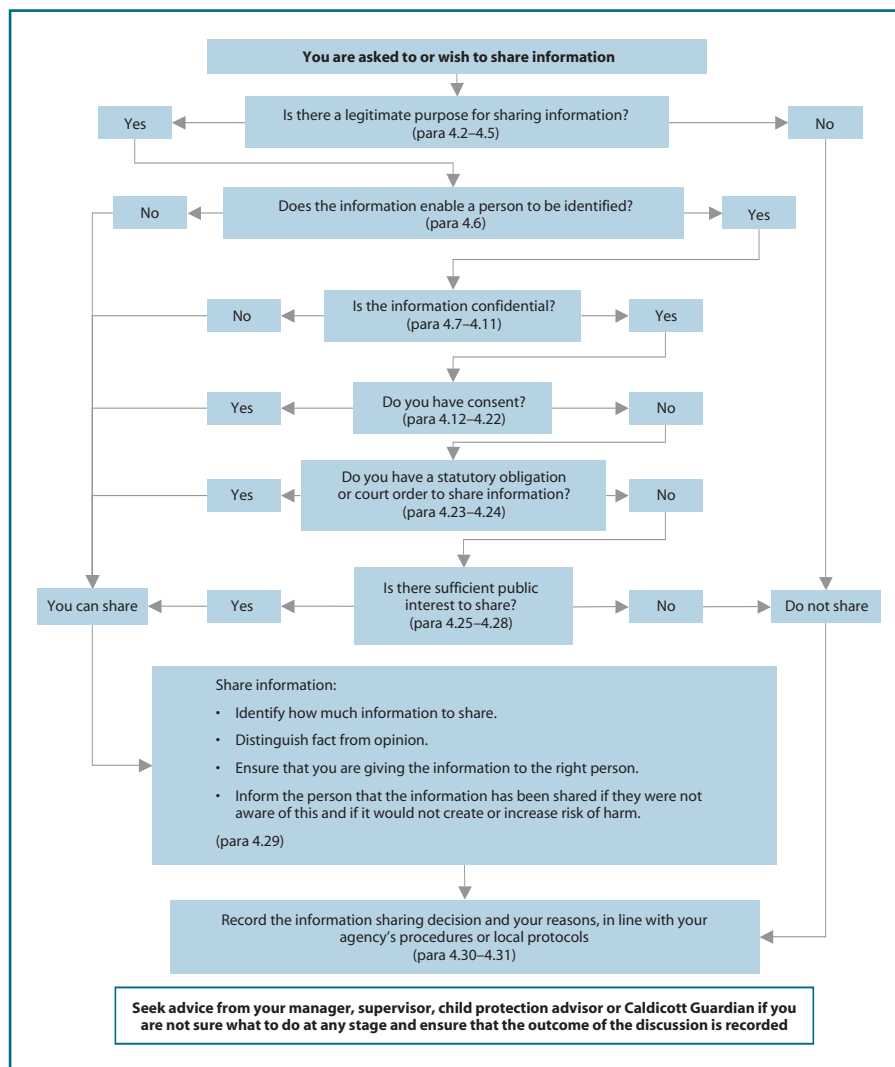 You are asked to or wish to share information
Is there a legitimate purpose for sharing information?
(para 4.2–4.5)
Yes
No
Does the information enable a person to be identified?
(para 4.6)
No
Yes
Is the information confidential?
(para 4.7–4.11)
No
Yes
Do you have consent?
(para 4.12–4.22)
Yes
No
Do you have a statutory obligation
or court order to share information?
(para 4.23–4.24)
Yes
No
Is there sufficient public
interest to share?
(para 4.25–4.28)
You can share
Yes
No
Do not share
Share information:
• Identify how much information to share.
• Distinguish fact from opinion.
• Ensure that you are giving the information to the right person.
• Inform the person that the information has been shared if they were not
aware of this and if it would not create or increase risk of harm.
(para 4.29)
Record the information sharing decision and your reasons, in line with your
agency’s procedures or local protocols
(para 4.30–4.31)
Seek advice from your manager, supervisor, child protection advisor or Caldicott Guardian if you
are not sure what to do at any stage and ensure that the outcome of the discussion is recorded